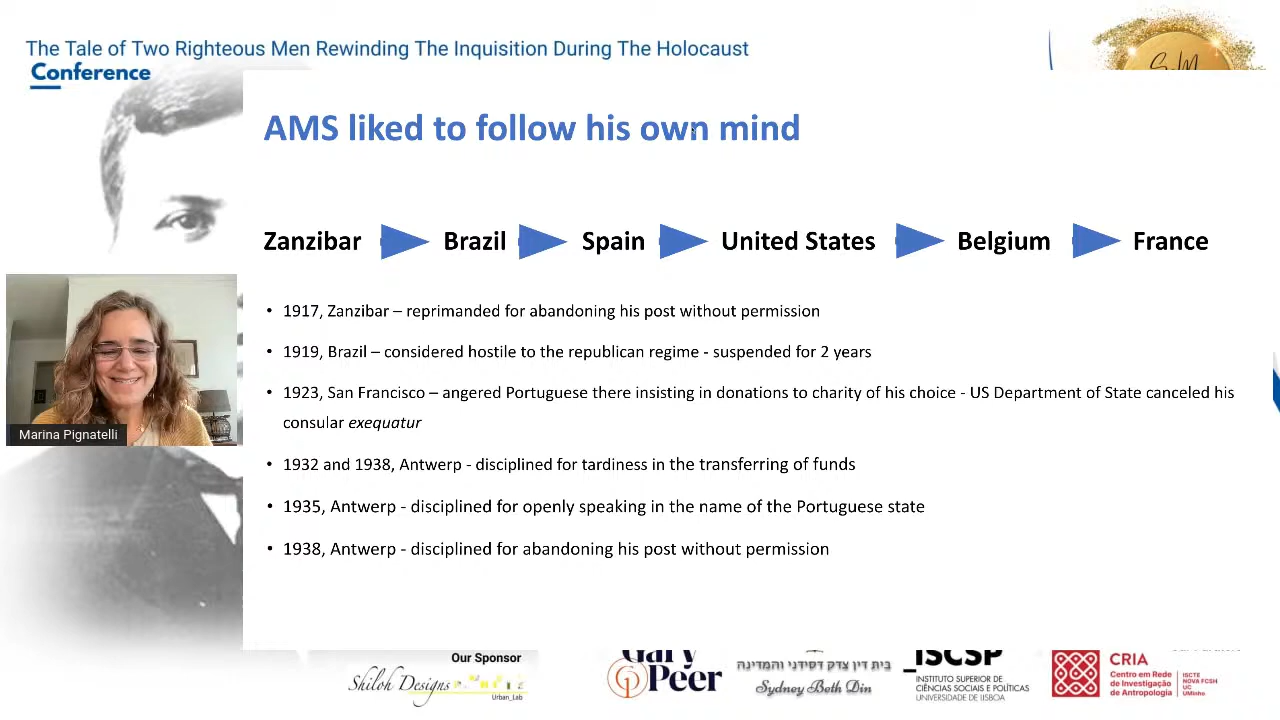 The Tale of Two Righteous Men Rewinding The Inquisition During The Holocaust
Conference
AMS liked to follow his own mind
Zanzibar Brazil Spain United States Belgium France
• 1917, Zanzibar – reprimanded for abandoning his post without permission
• 1919, Brazil – considered hostile to the republican regime - suspended for 2 years
• 1923, San Francisco – angered Portuguese there insisting in donations to charity of his choice - US Department of State canceled his
consular exequatur
• 1932 and 1938, Antwerp - disciplined for tardiness in the transferring of funds
• 1935, Antwerp - disciplined for openly speaking in the name of the Portuguese state
• 1938, Antwerp - disciplined for abandoning his post without permission
Marina Pignatelli
Our Sponsor
Shiloh Designs
Urban_Lab
Gary
Peer
בית דין צדק דסידני והמדינה
Sydney Beth Din
ISCSP
INSTITUTO SUPERIOR DE
CIÊNCIAS SOCIAIS E POLÍTICAS
UNIVERSIDADE DE LISBOA
CRIA
Centro em Rede
de Investigação
de Antropologia
ISCTE
NOVA FCSH
UC
UMinho